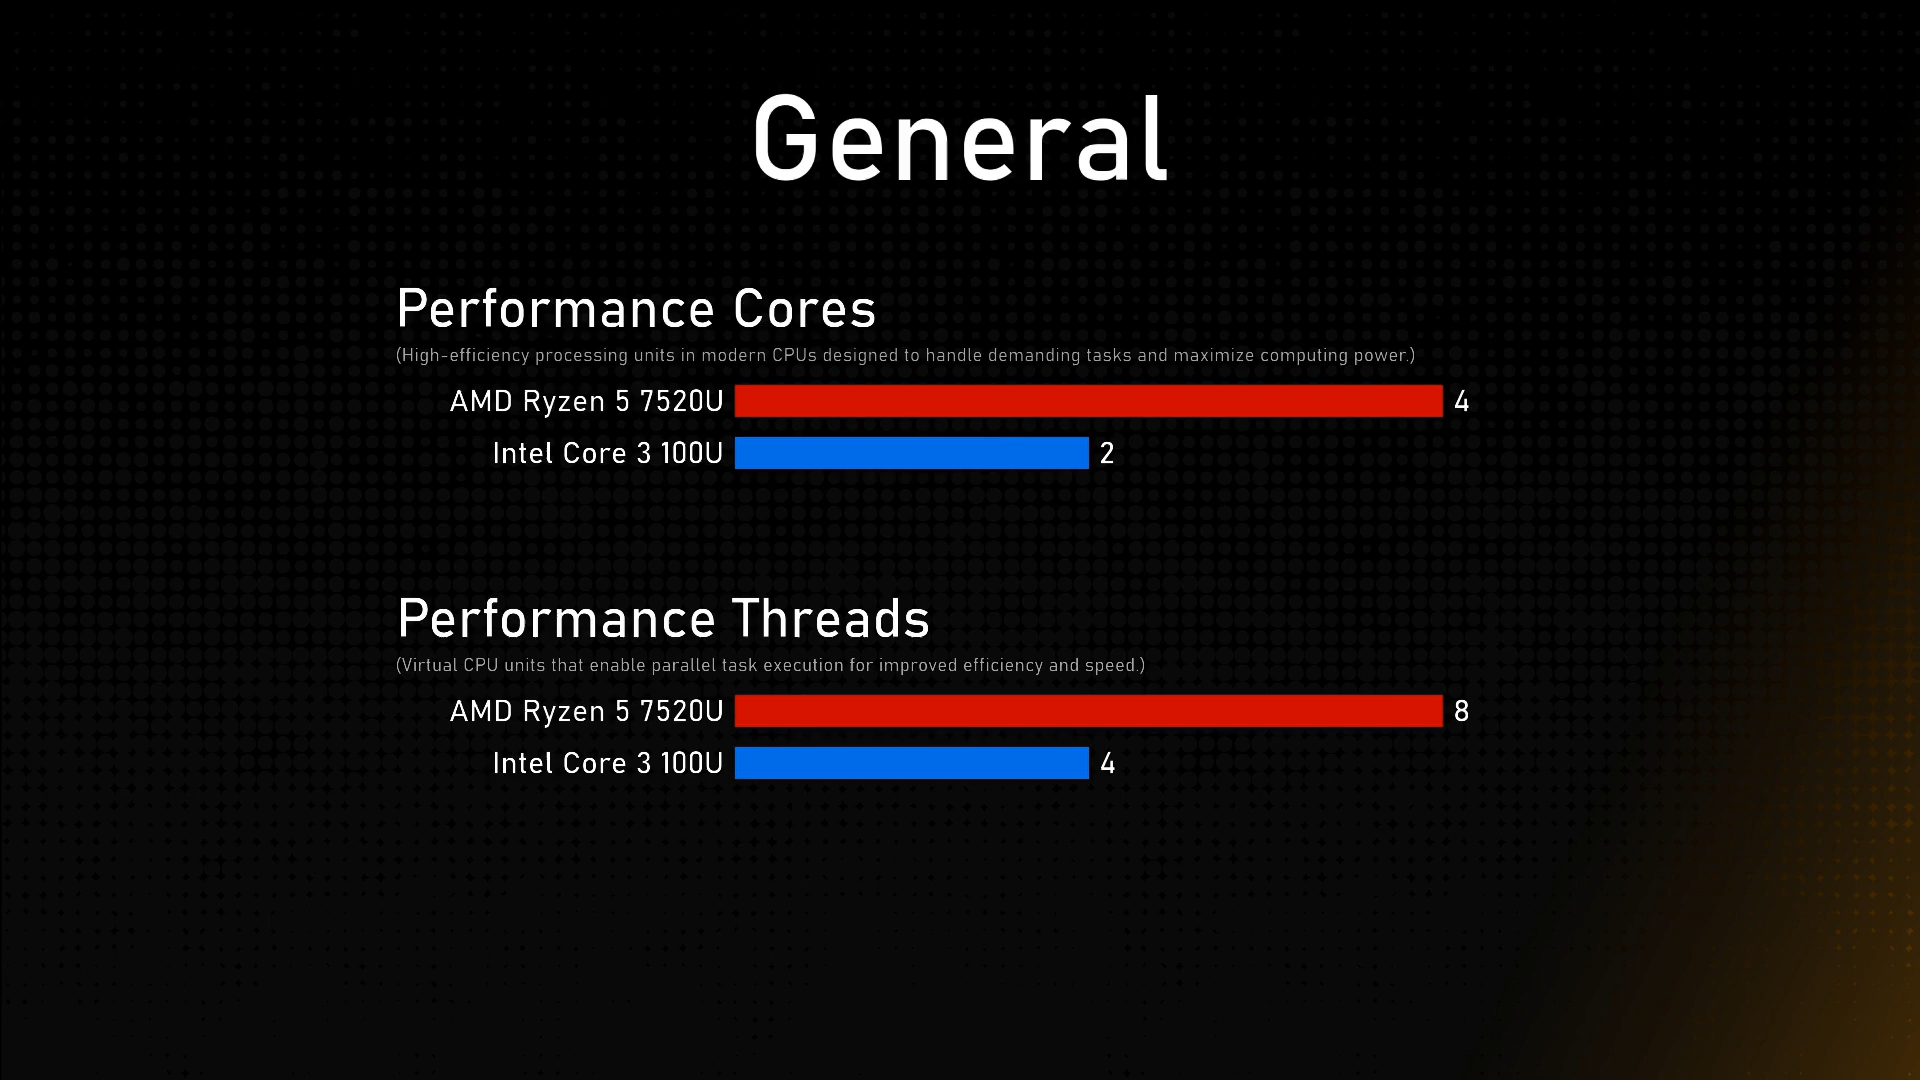 General
Performance Cores
(High-efficiency processing units in modern CPUs designed to handle demanding tasks and maximize computing power.)
AMD Ryzen 5 7520U 4
Intel Core 3 100U 2
Performance Threads
(Virtual CPU units that enable parallel task execution for improved efficiency and speed.)
AMD Ryzen 5 7520U 8
Intel Core 3 100U 4